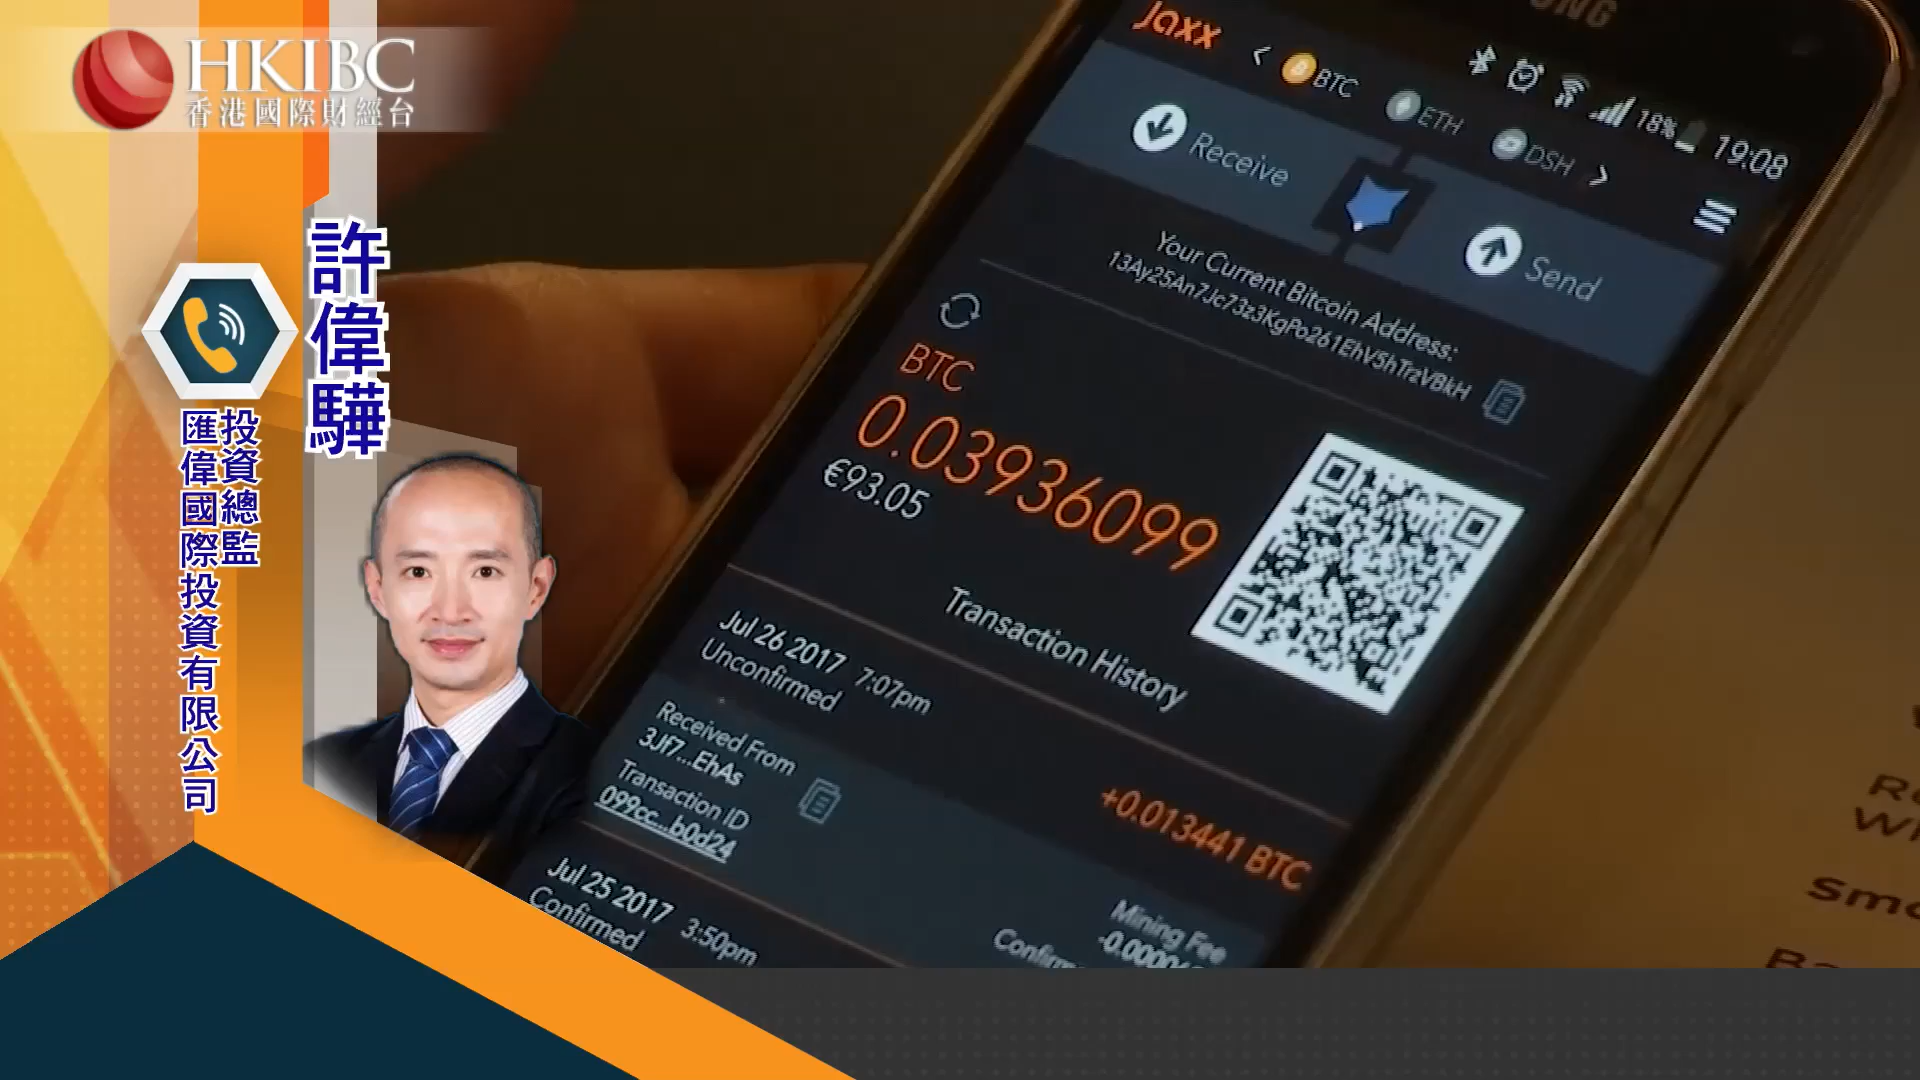 HKIBC
香港國際財經台
許偉驊
投資總監
匯偉國際投資有限公司
Jaxx
BTC
ETH
DSH
18%
19:08
Receive
Send
Your Current Bitcoin Address:
13Ay25An7Jc73z3KgPo261EhV5hTrzVBkH
BTC
0.03936099
€93.05
Transaction History
Jul 26 2017 7:07pm
Unconfirmed
+0.013441 BTC
Received From
3Jf7...EhAs
Transaction ID
099cc...b0d24
Mining Fee
Jul 25 2017 3:50pm
Confirmed